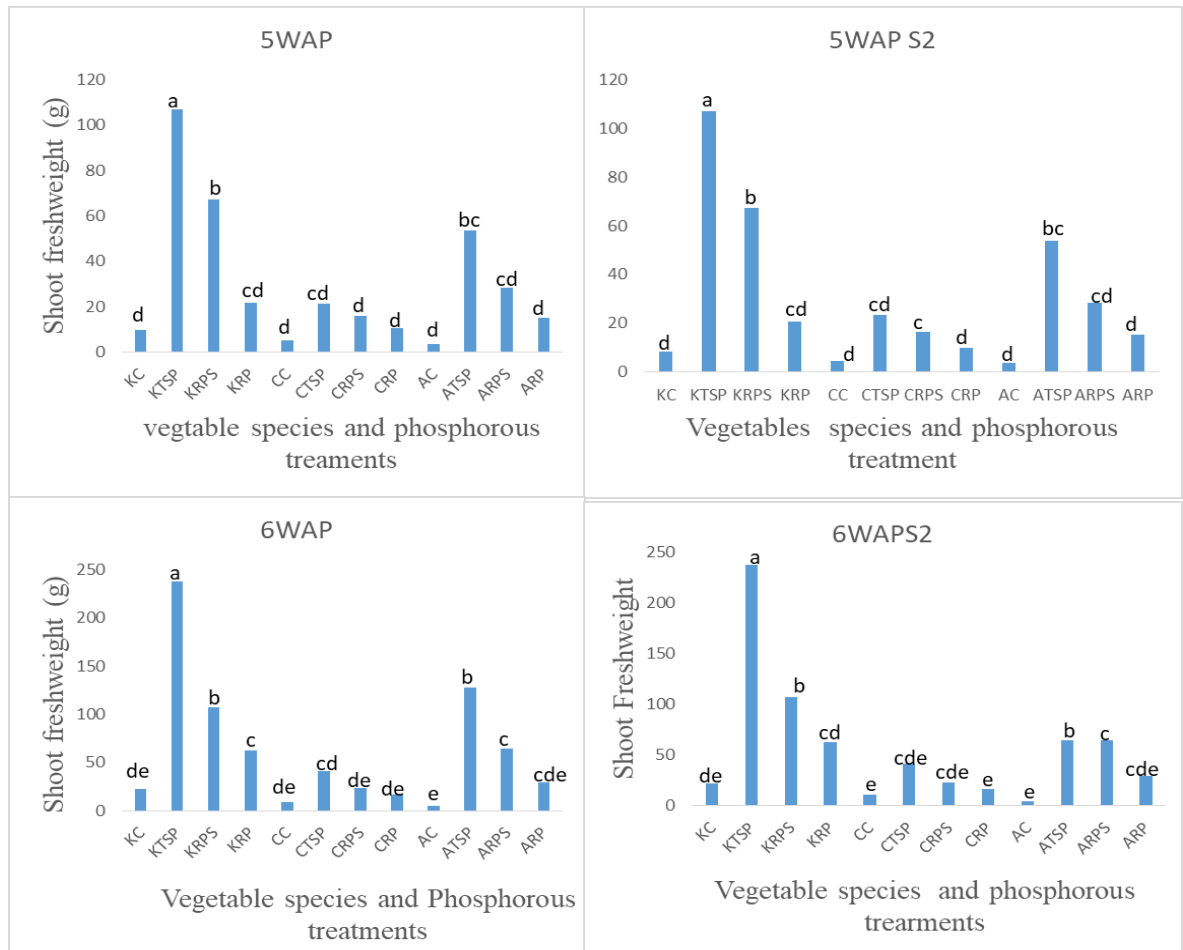 5WAP
Shoot freshweight (g)
120
100
80
60
40
20
0
a
b
bc
cd
cd
cd
d
d
d
d
d
d
KC KTSP KRPS KRP CC CTSP CRPS CRP AC ATSP ARPS ARP
vegtable species and phosphorous
treaments
5WAP S2
120
100
80
60
40
20
0
a
b
bc
cd
cd
c
cd
d
d
d
d
d
KC KTSP KRPS KRP CC CTSP CRPS CRP AC ATSP ARPS ARP
Vegetables species and phosphorous
treatment
6WAP
Shoot freshweight (g)
250
200
150
100
50
0
a
b
b
c
c
de
de
cd
de
de
e
cde
KC KTSP KRPS KRP CC CTSP CRPS CRP AC ATSP ARPS ARP
Vegetable species and Phosphorous
treatments
6WAPS2
Shoot Freshweight
250
200
150
100
50
0
a
b
b
c
cd
de
e
cde
cde
e
e
cde
KC KTSP KRPS KRP CC CTSP CRPS CRP AC ATSP ARPS ARP
Vegetable species and phosphorous
trearments